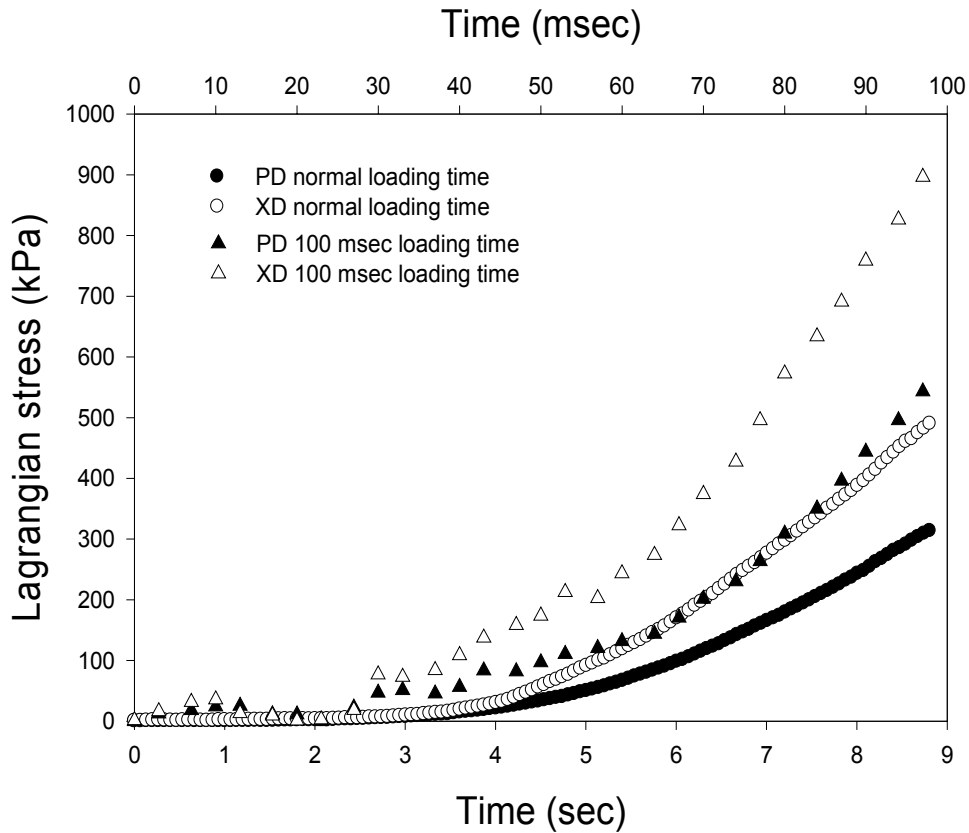 Time (msec)
0 10 20 30 40 50 60 70 80 90 100
1000
900
800
700
600
500
400
300
200
100
0
Lagrangian stress (kPa)
PD normal loading time
XD normal loading time
PD 100 msec loading time
XD 100 msec loading time
0 1 2 3 4 5 6 7 8 9
Time (sec)